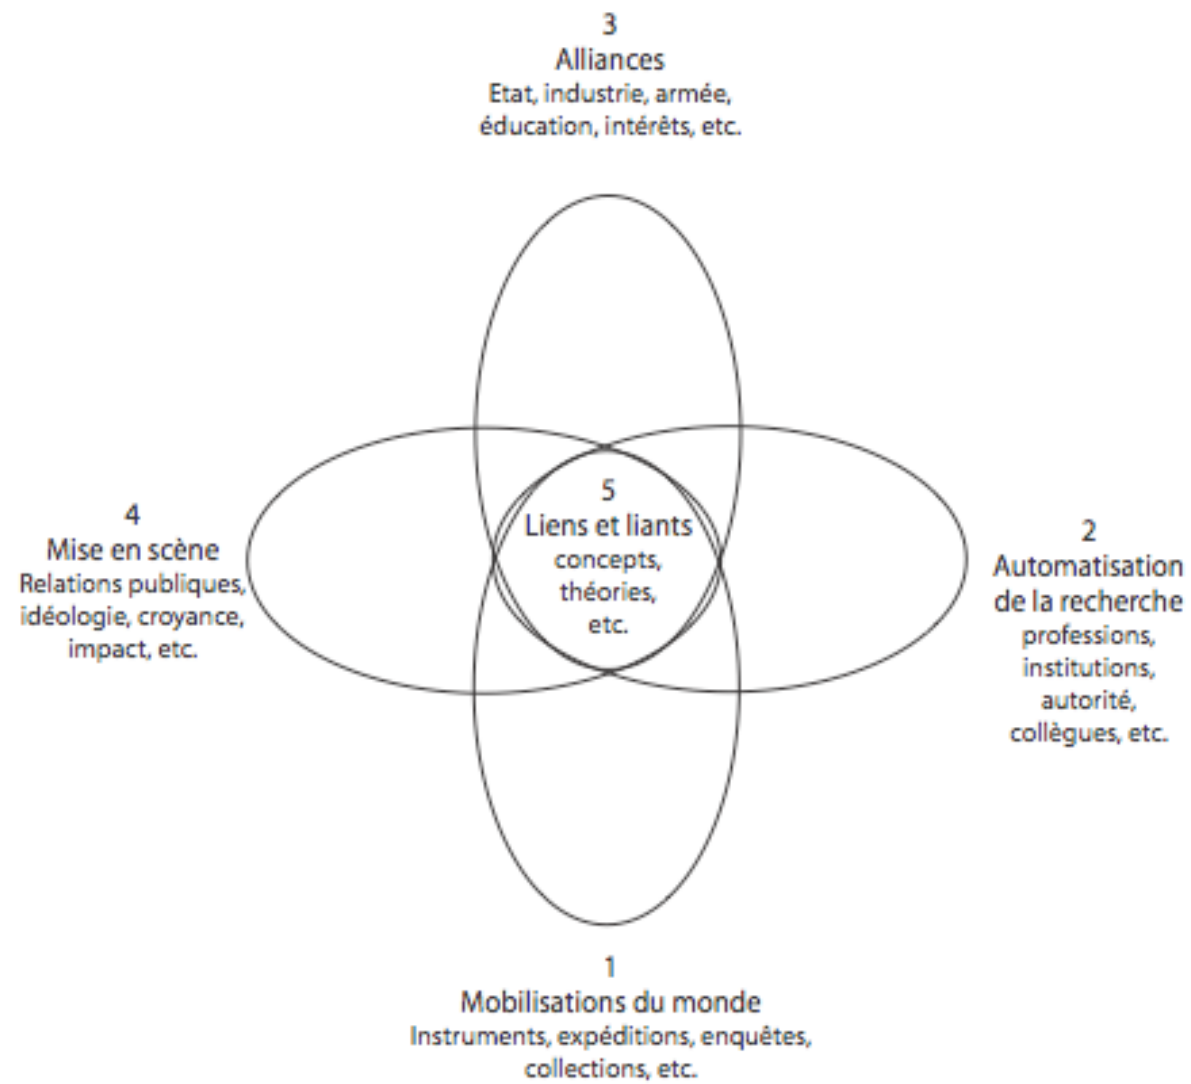 3
Alliances
Etat, industrie, armée,
éducation, intérêts, etc.
5
Liens et liants
concepts,
théories,
etc.
4
Mise en scène
Relations publiques,
idéologie, croyance,
impact, etc.
2
Automatisation
de la recherche
professions,
institutions,
autorité,
collègues, etc.
1
Mobilisations du monde
Instruments, expéditions, enquêtes,
collections, etc.